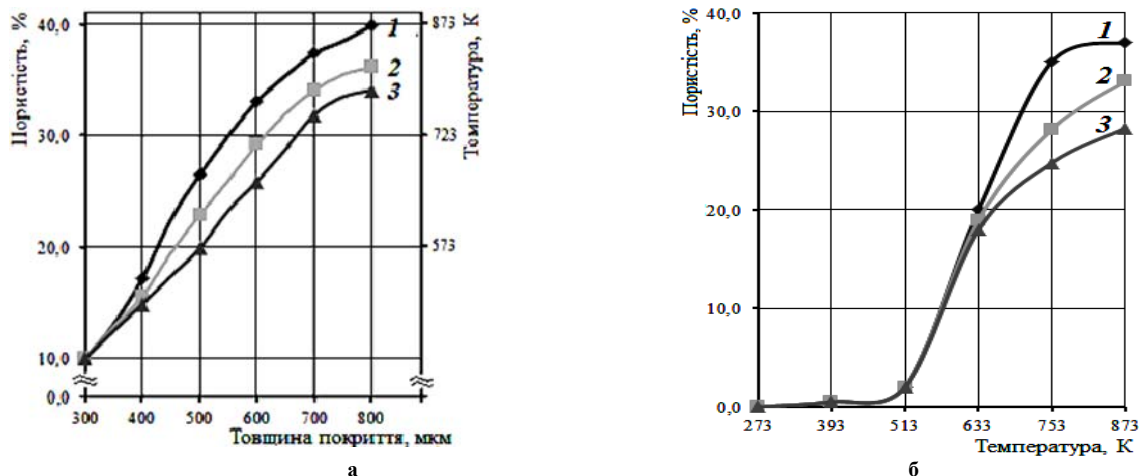 Пористість, %
40,0
30,0
20,0
10,0
0,0
300 400 500 600 700 800
Товщина покриття, мкм
873
723
573
Температура, К
1
2
3
а
Пористість, %
40,0
30,0
20,0
10,0
0,0
273 393 513 633 753 873
Температура, К
1
2
3
б